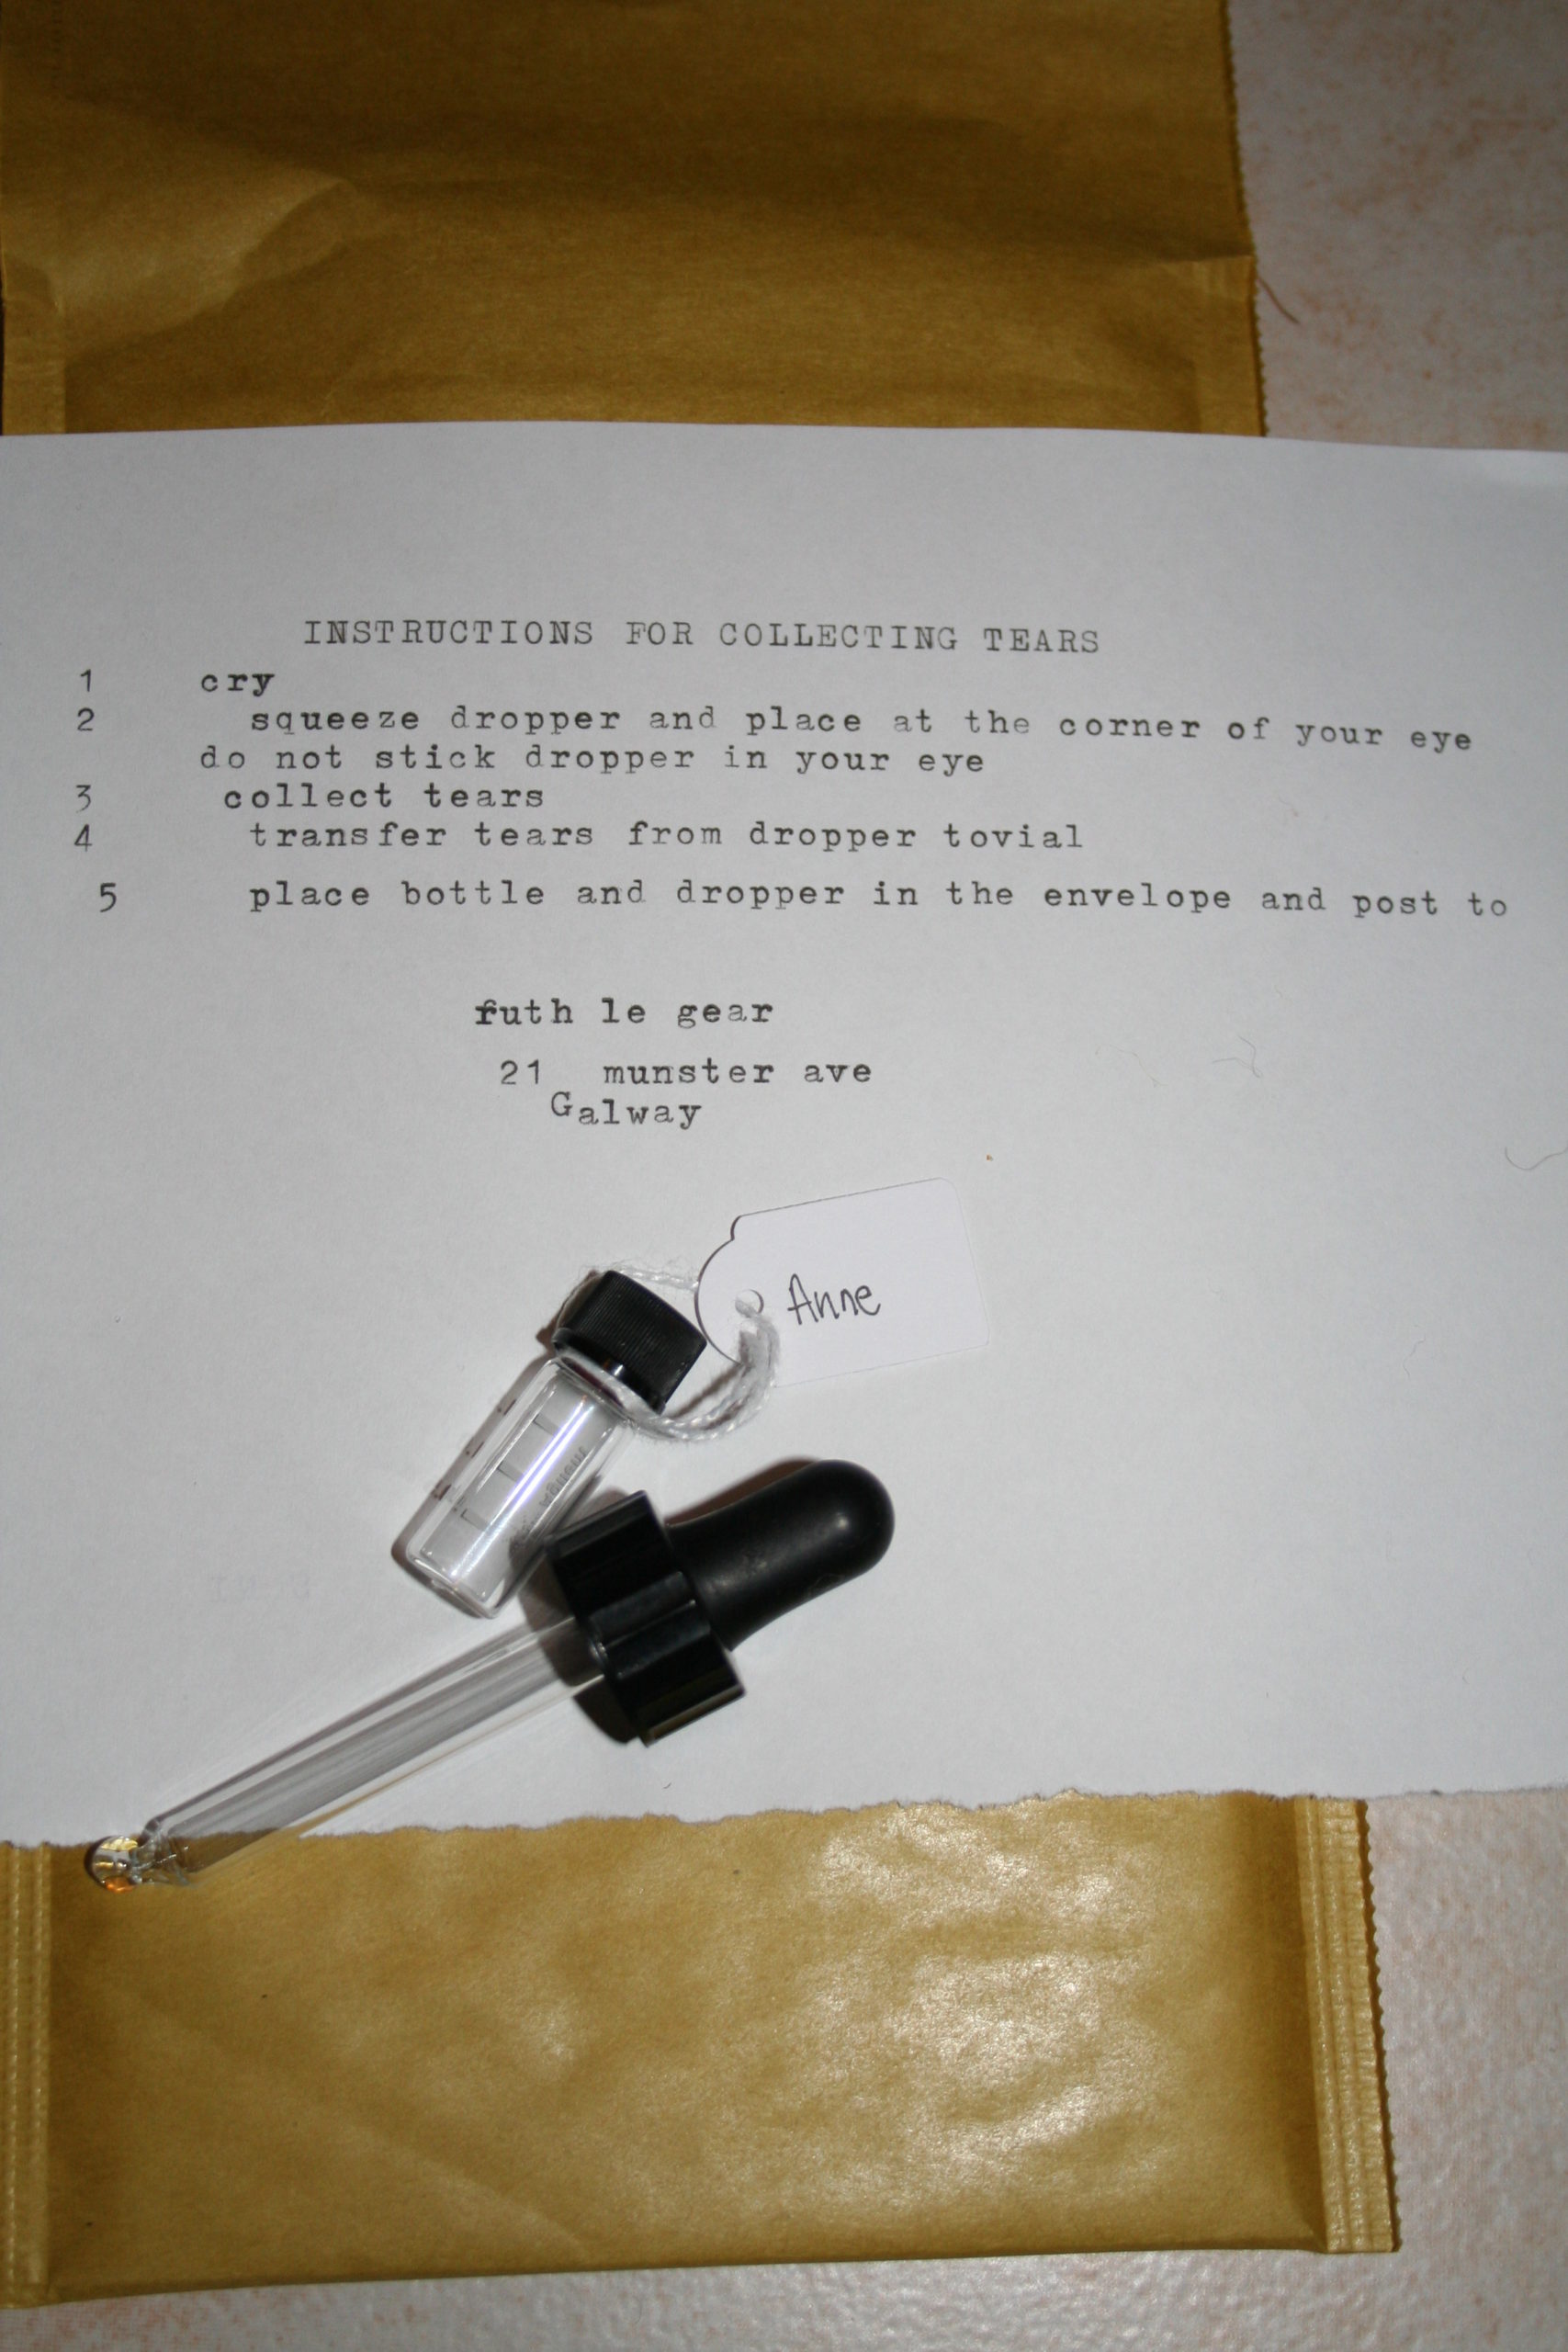 INSTRUCTIONS FOR COLLECTING TEARS
1 cry
2 squeeze dropper and place at the corner of your eye
do not stick dropper in your eye
3 collect tears
4 transfer tears from dropper tovial
5 place bottle and dropper in the envelope and post to
ruth le gear
21 munster ave
Galway
Anne